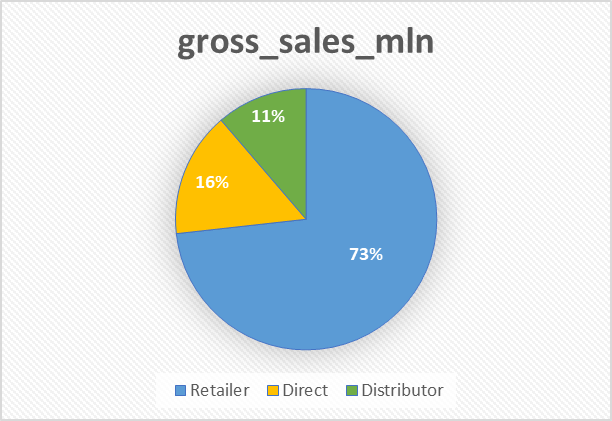 gross_sales_mln
11%
16%
73%
Retailer Direct Distributor